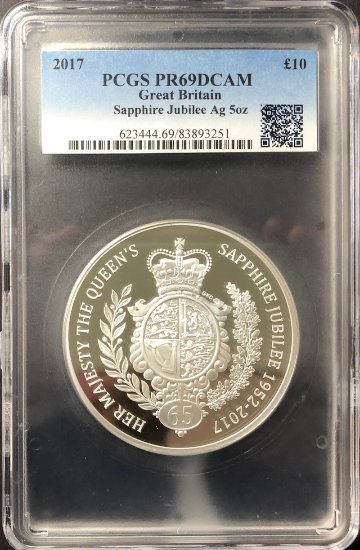 2017 £10
PCGS PR69DCAM
Great Britain
Sapphire Jubilee Ag 5oz
623444.69/83893251
HER MAJESTY THE QUEEN'S SAPPHIRE JUBILEE 1952-2017
65